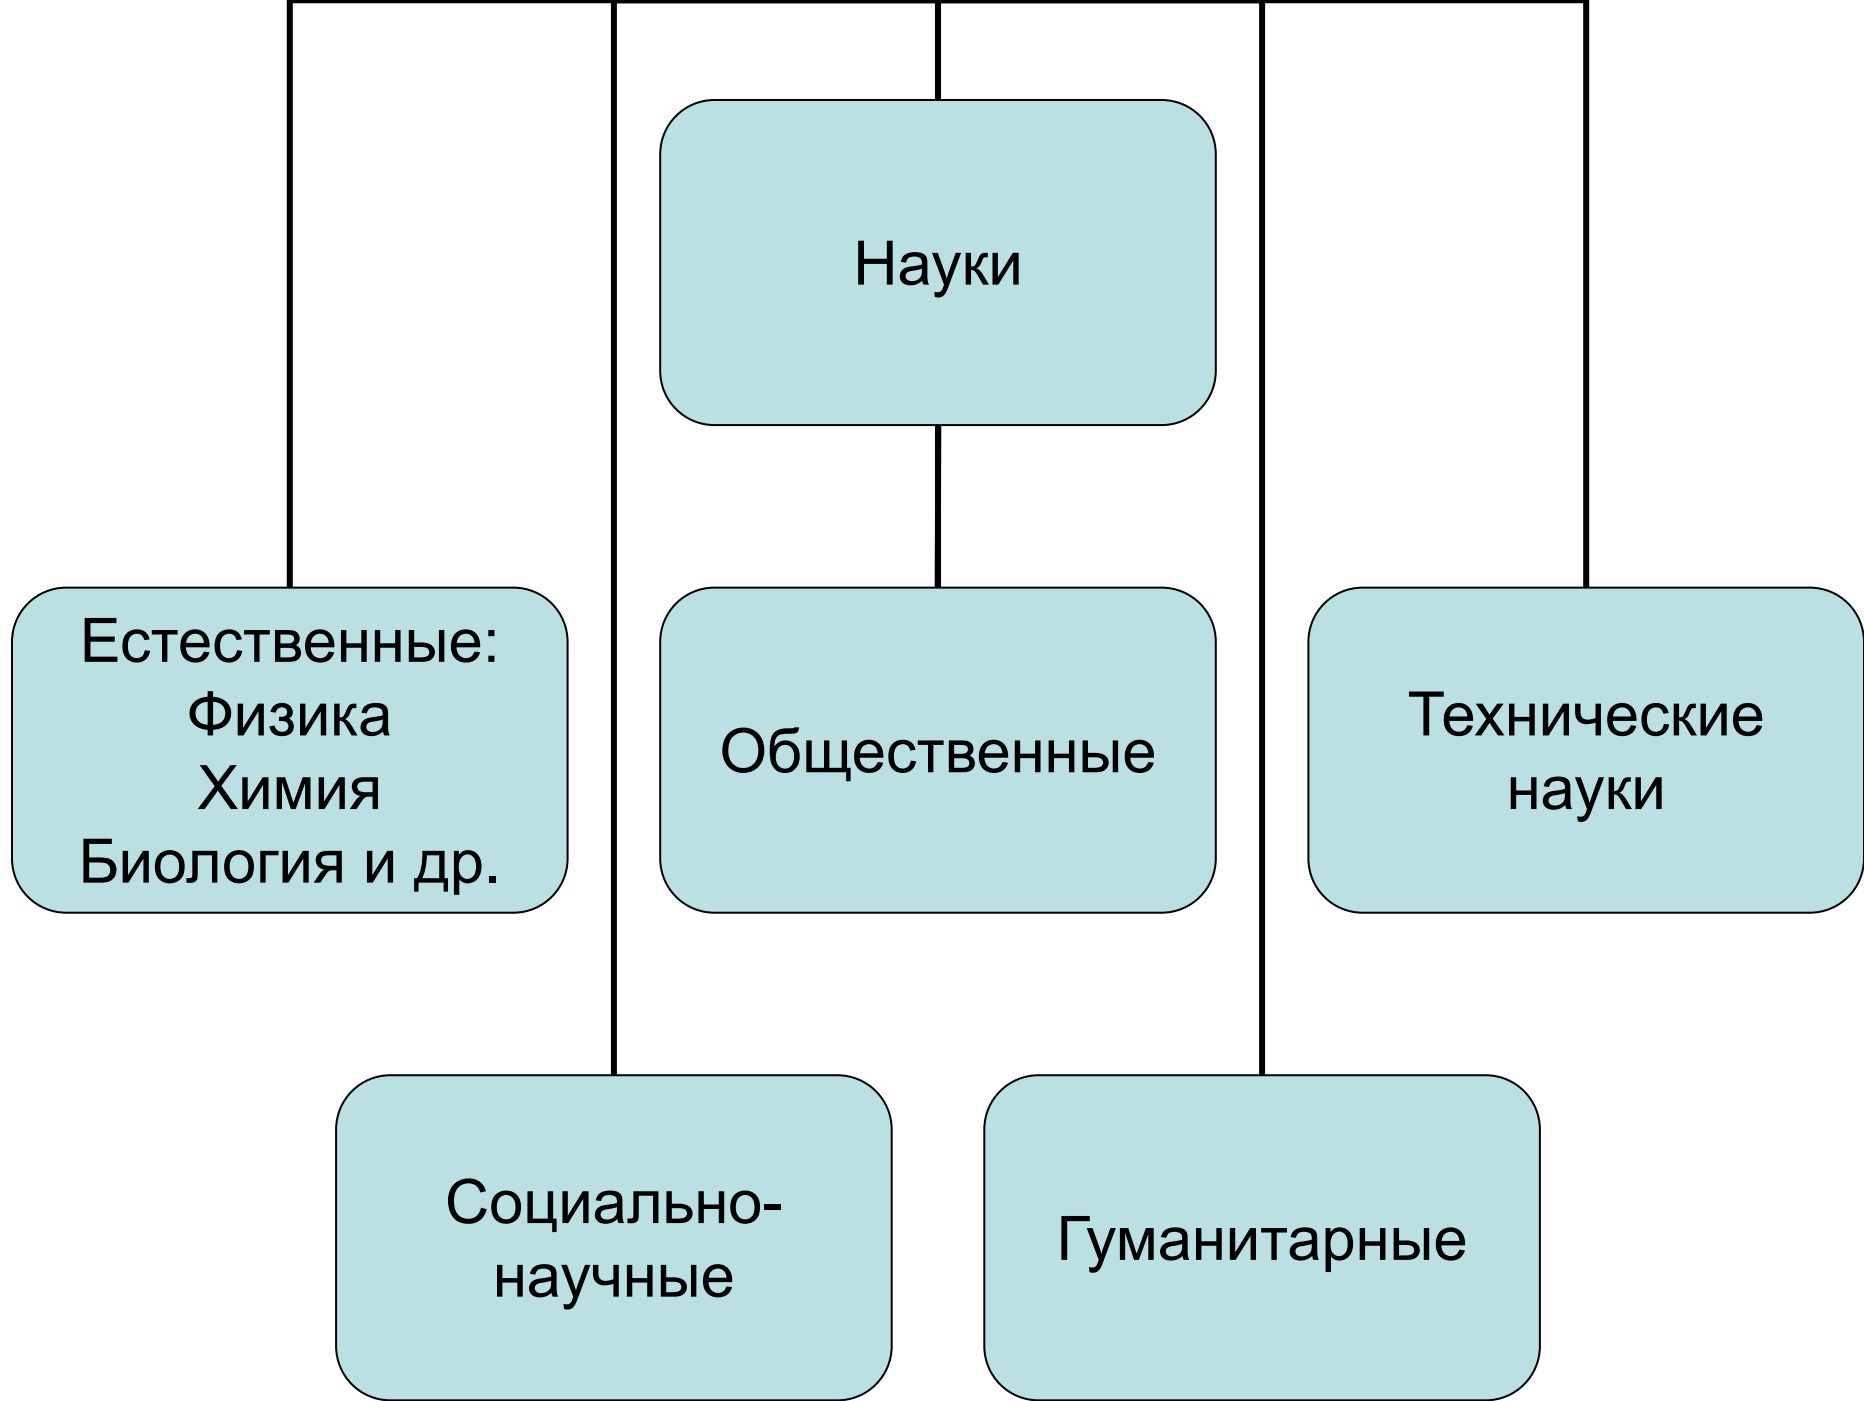 Науки
Естественные:
Физика
Химия
Биология и др.
Общественные
Технические
науки
Социально-
научные
Гуманитарные